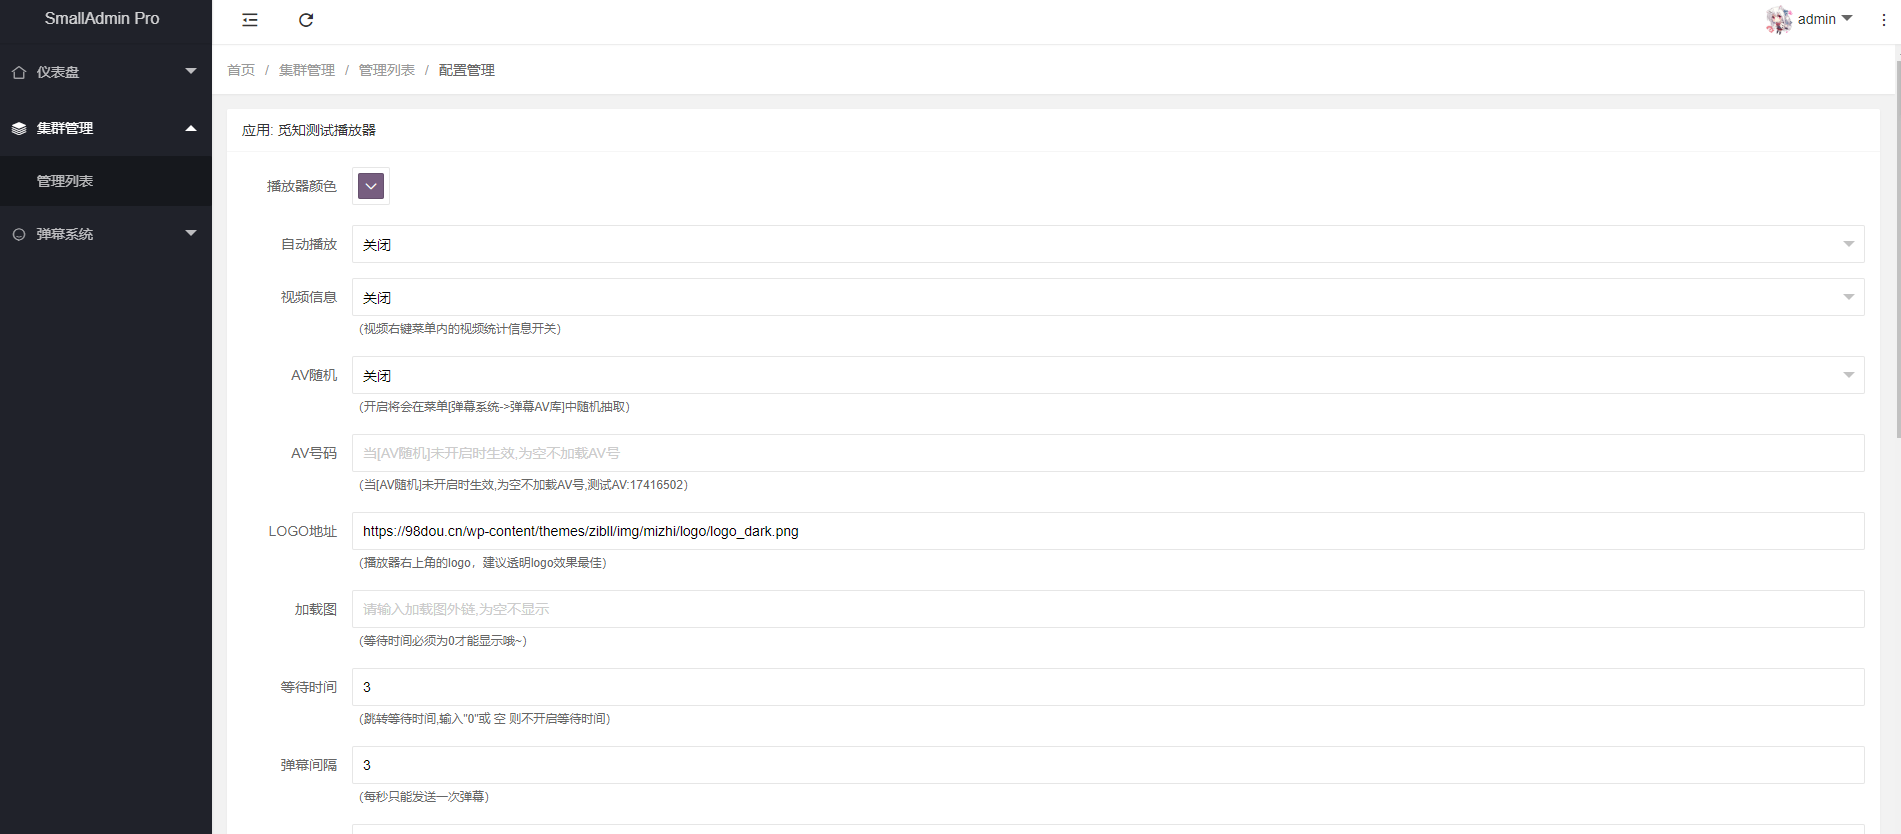 SmallAdmin Pro
admin
仪表盘
集群管理
管理列表
弹幕系统
首页 / 集群管理 / 管理列表 / 配置管理
应用: 觅知测试播放器
播放器颜色
自动播放 关闭
视频信息 关闭
(视频右键菜单内的视频统计信息开关)
AV随机 关闭
(开启将会在菜单[弹幕系统->弹幕AV库]中随机抽取)
AV号码 当[AV随机]未开启时生效,为空不加载AV号
(当[AV随机]未开启时生效,为空不加载AV号,测试AV:17416502)
LOGO地址 https://98dou.cn/wp-content/themes/zibll/img/mizhi/logo/logo_dark.png
(播放器右上角的logo，建议透明logo效果最佳)
加载图 请输入加载图外链,为空不显示
(等待时间必须为0才能显示哦~)
等待时间 3
(跳转等待时间,输入"0"或 空 则不开启等待时间)
弹幕间隔 3
(每秒只能发送一次弹幕)